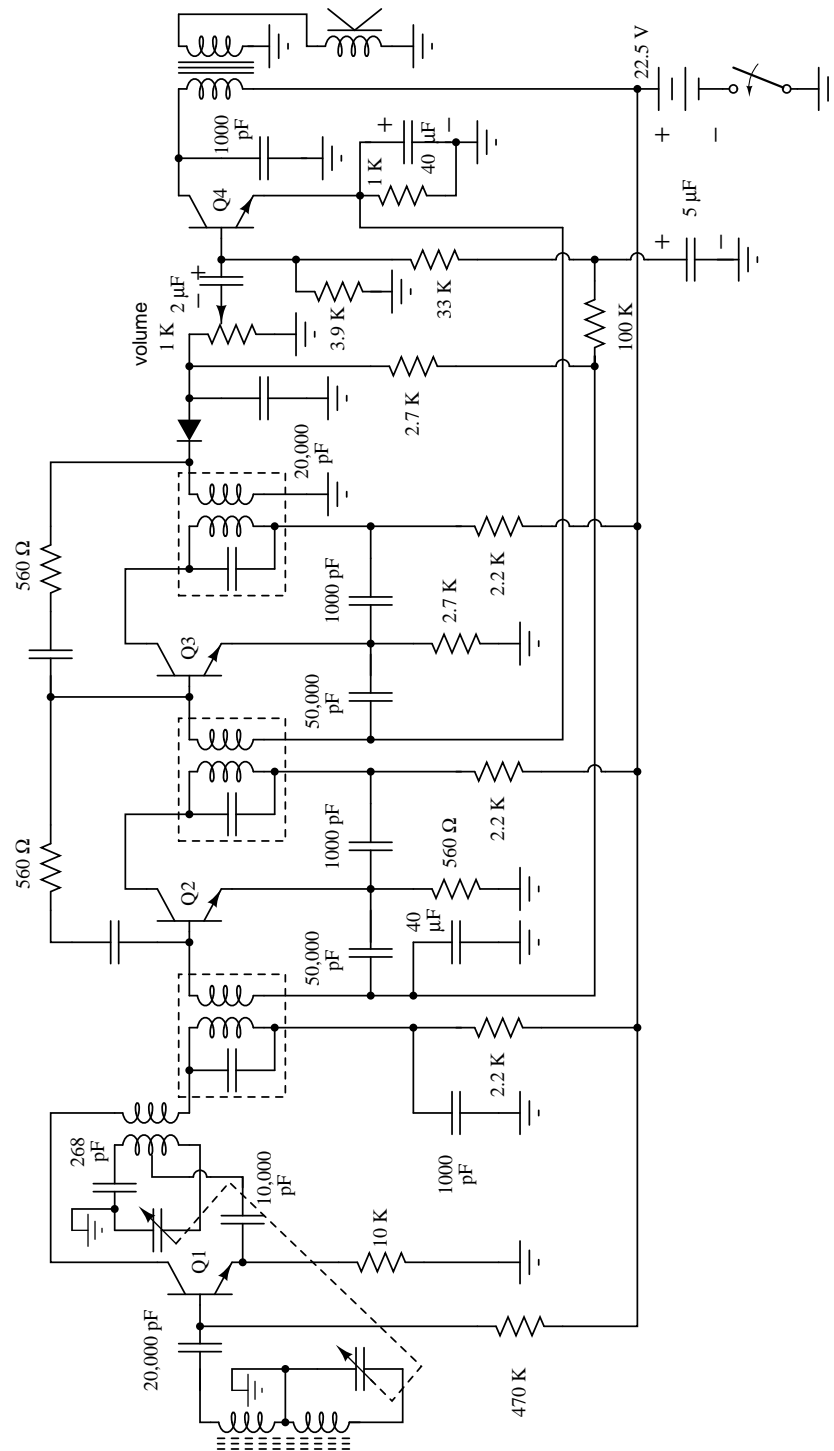 1000
pF
Q4
+
40 µF
−
1 K
22.5 V
+
−
5 µF
+
−
volume
1 K
2 µF
−
+
3.9 K
33 K
100 K
2.7 K
20,000
pF
560 Ω
Q3
1000 pF
2.2 K
2.7 K
50,000
pF
560 Ω
Q2
1000 pF
2.2 K
560 Ω
50,000
pF
40
µF
2.2 K
1000
pF
268
pF
10,000
pF
Q1
10 K
20,000 pF
470 K